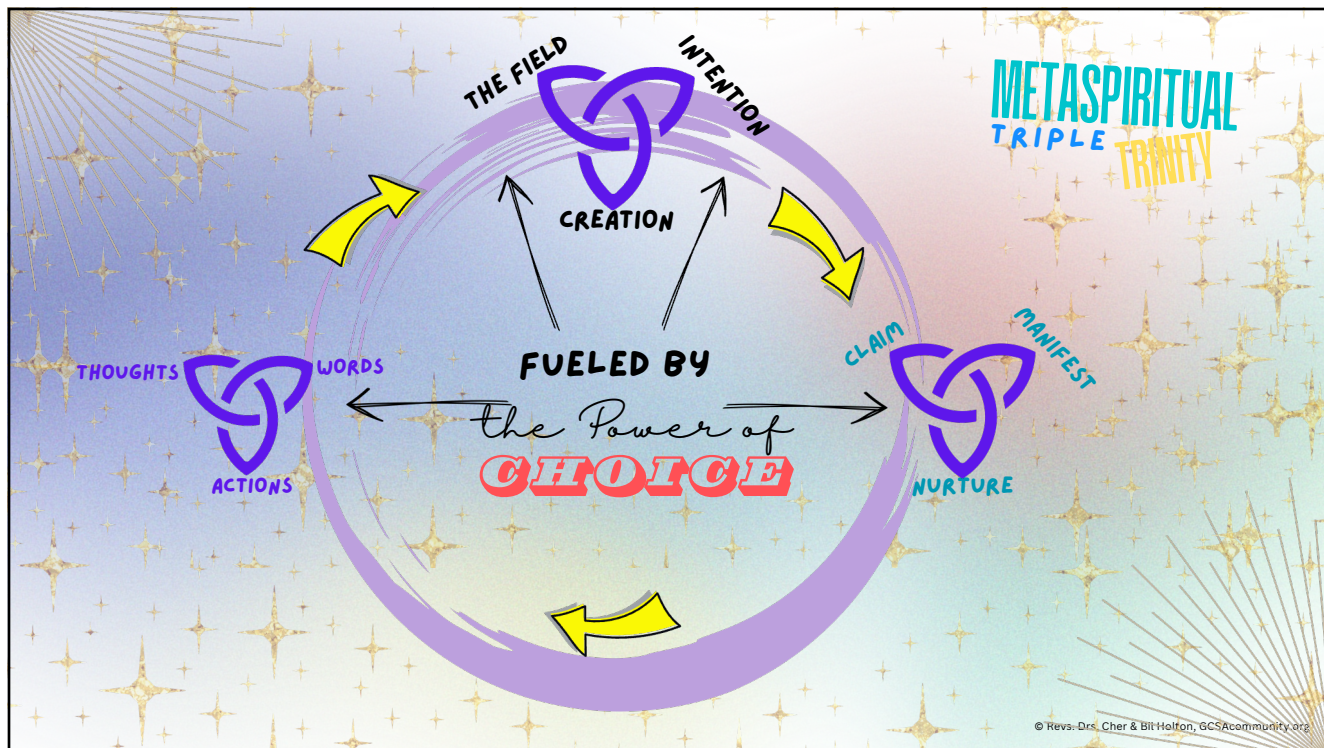 METASPIRITUAL
TRIPLE TRINITY
THE FIELD
INTENTION
CREATION
THOUGHTS
WORDS
ACTIONS
FUELED BY
the Power of
CHOICE
CLAIM
MANIFEST
NURTURE
© Revs. Drs. Cher & Bil Holton, GCSAcommunity.org